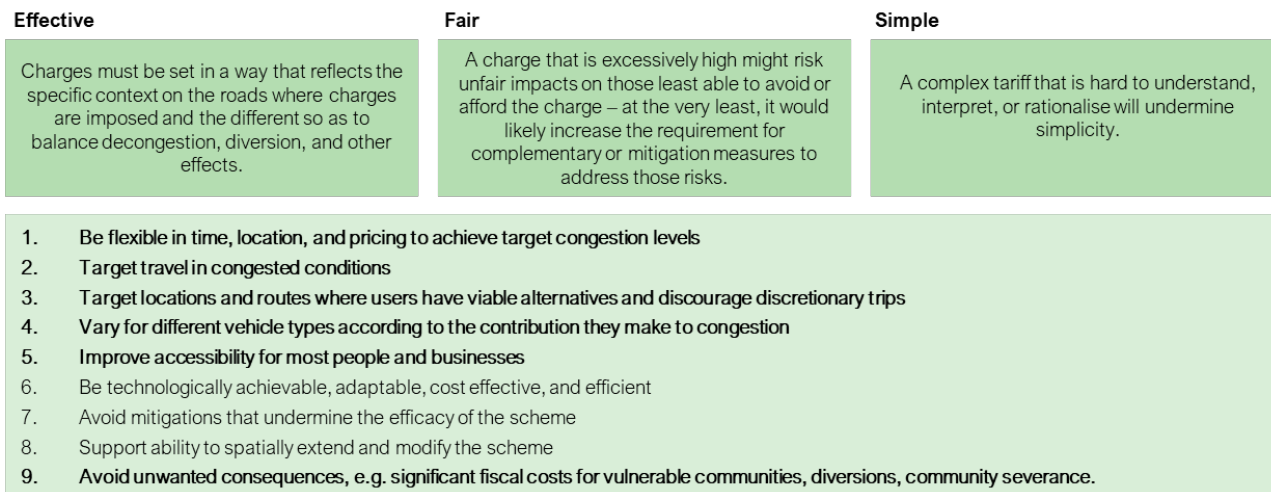 Effective
Charges must be set in a way that reflects the
specific context on the roads where charges
are imposed and the different so as to
balance decongestion, diversion, and other
effects.
Fair
A charge that is excessively high might risk
unfair impacts on those least able to avoid or
afford the charge – at the very least, it would
likely increase the requirement for
complementary or mitigation measures to
address those risks.
Simple
A complex tariff that is hard to understand,
interpret, or rationalise will undermine
simplicity.
1. Be flexible in time, location, and pricing to achieve target congestion levels
2. Target travel in congested conditions
3. Target locations and routes where users have viable alternatives and discourage discretionary trips
4. Vary for different vehicle types according to the contribution they make to congestion
5. Improve accessibility for most people and businesses
6. Be technologically achievable, adaptable, cost effective, and efficient
7. Avoid mitigations that undermine the efficacy of the scheme
8. Support ability to spatially extend and modify the scheme
9. Avoid unwanted consequences, e.g. significant fiscal costs for vulnerable communities, diversions, community severance.